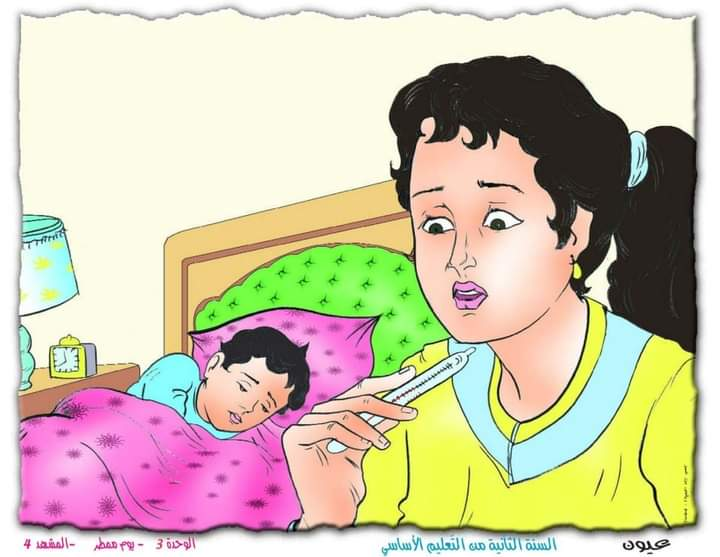 عيون السنة الثانية من التعليم الأساسي الوحدة 3 - يوم ممطر - المشهد 4